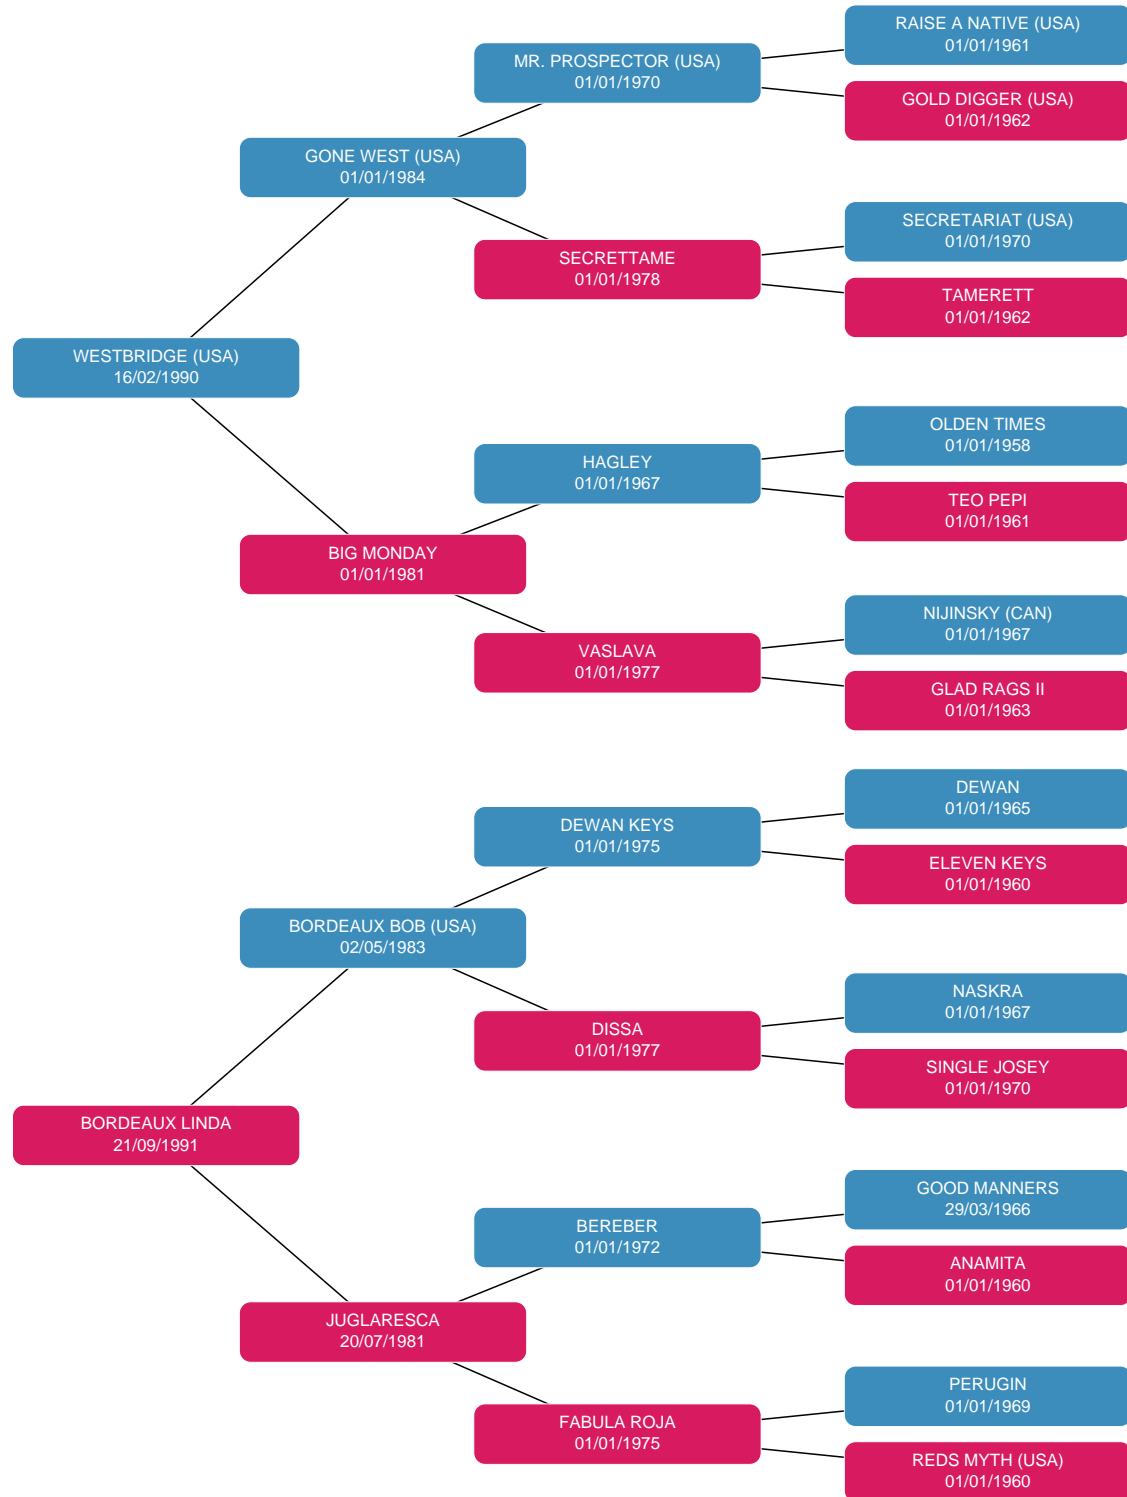 RAISE A NATIVE (USA)
01/01/1961
MR. PROSPECTOR (USA)
01/01/1970
GOLD DIGGER (USA)
01/01/1962
GONE WEST (USA)
01/01/1984
SECRETARIAT (USA)
01/01/1970
SECRETTAME
01/01/1978
TAMERETT
01/01/1962
WESTBRIDGE (USA)
16/02/1990
OLDEN TIMES
01/01/1958
HAGLEY
01/01/1967
TEO PEPI
01/01/1961
BIG MONDAY
01/01/1981
NIJINSKY (CAN)
01/01/1967
VASLAVA
01/01/1977
GLAD RAGS II
01/01/1963
DEWAN
01/01/1965
DEWAN KEYS
01/01/1975
ELEVEN KEYS
01/01/1960
BORDEAUX BOB (USA)
02/05/1983
NASKRA
01/01/1967
DISSA
01/01/1977
SINGLE JOSEY
01/01/1970
BORDEAUX LINDA
21/09/1991
GOOD MANNERS
29/03/1966
BEREBER
01/01/1972
ANAMITA
01/01/1960
JUGLARESCA
20/07/1981
PERUGIN
01/01/1969
FABULA ROJA
01/01/1975
REDS MYTH (USA)
01/01/1960